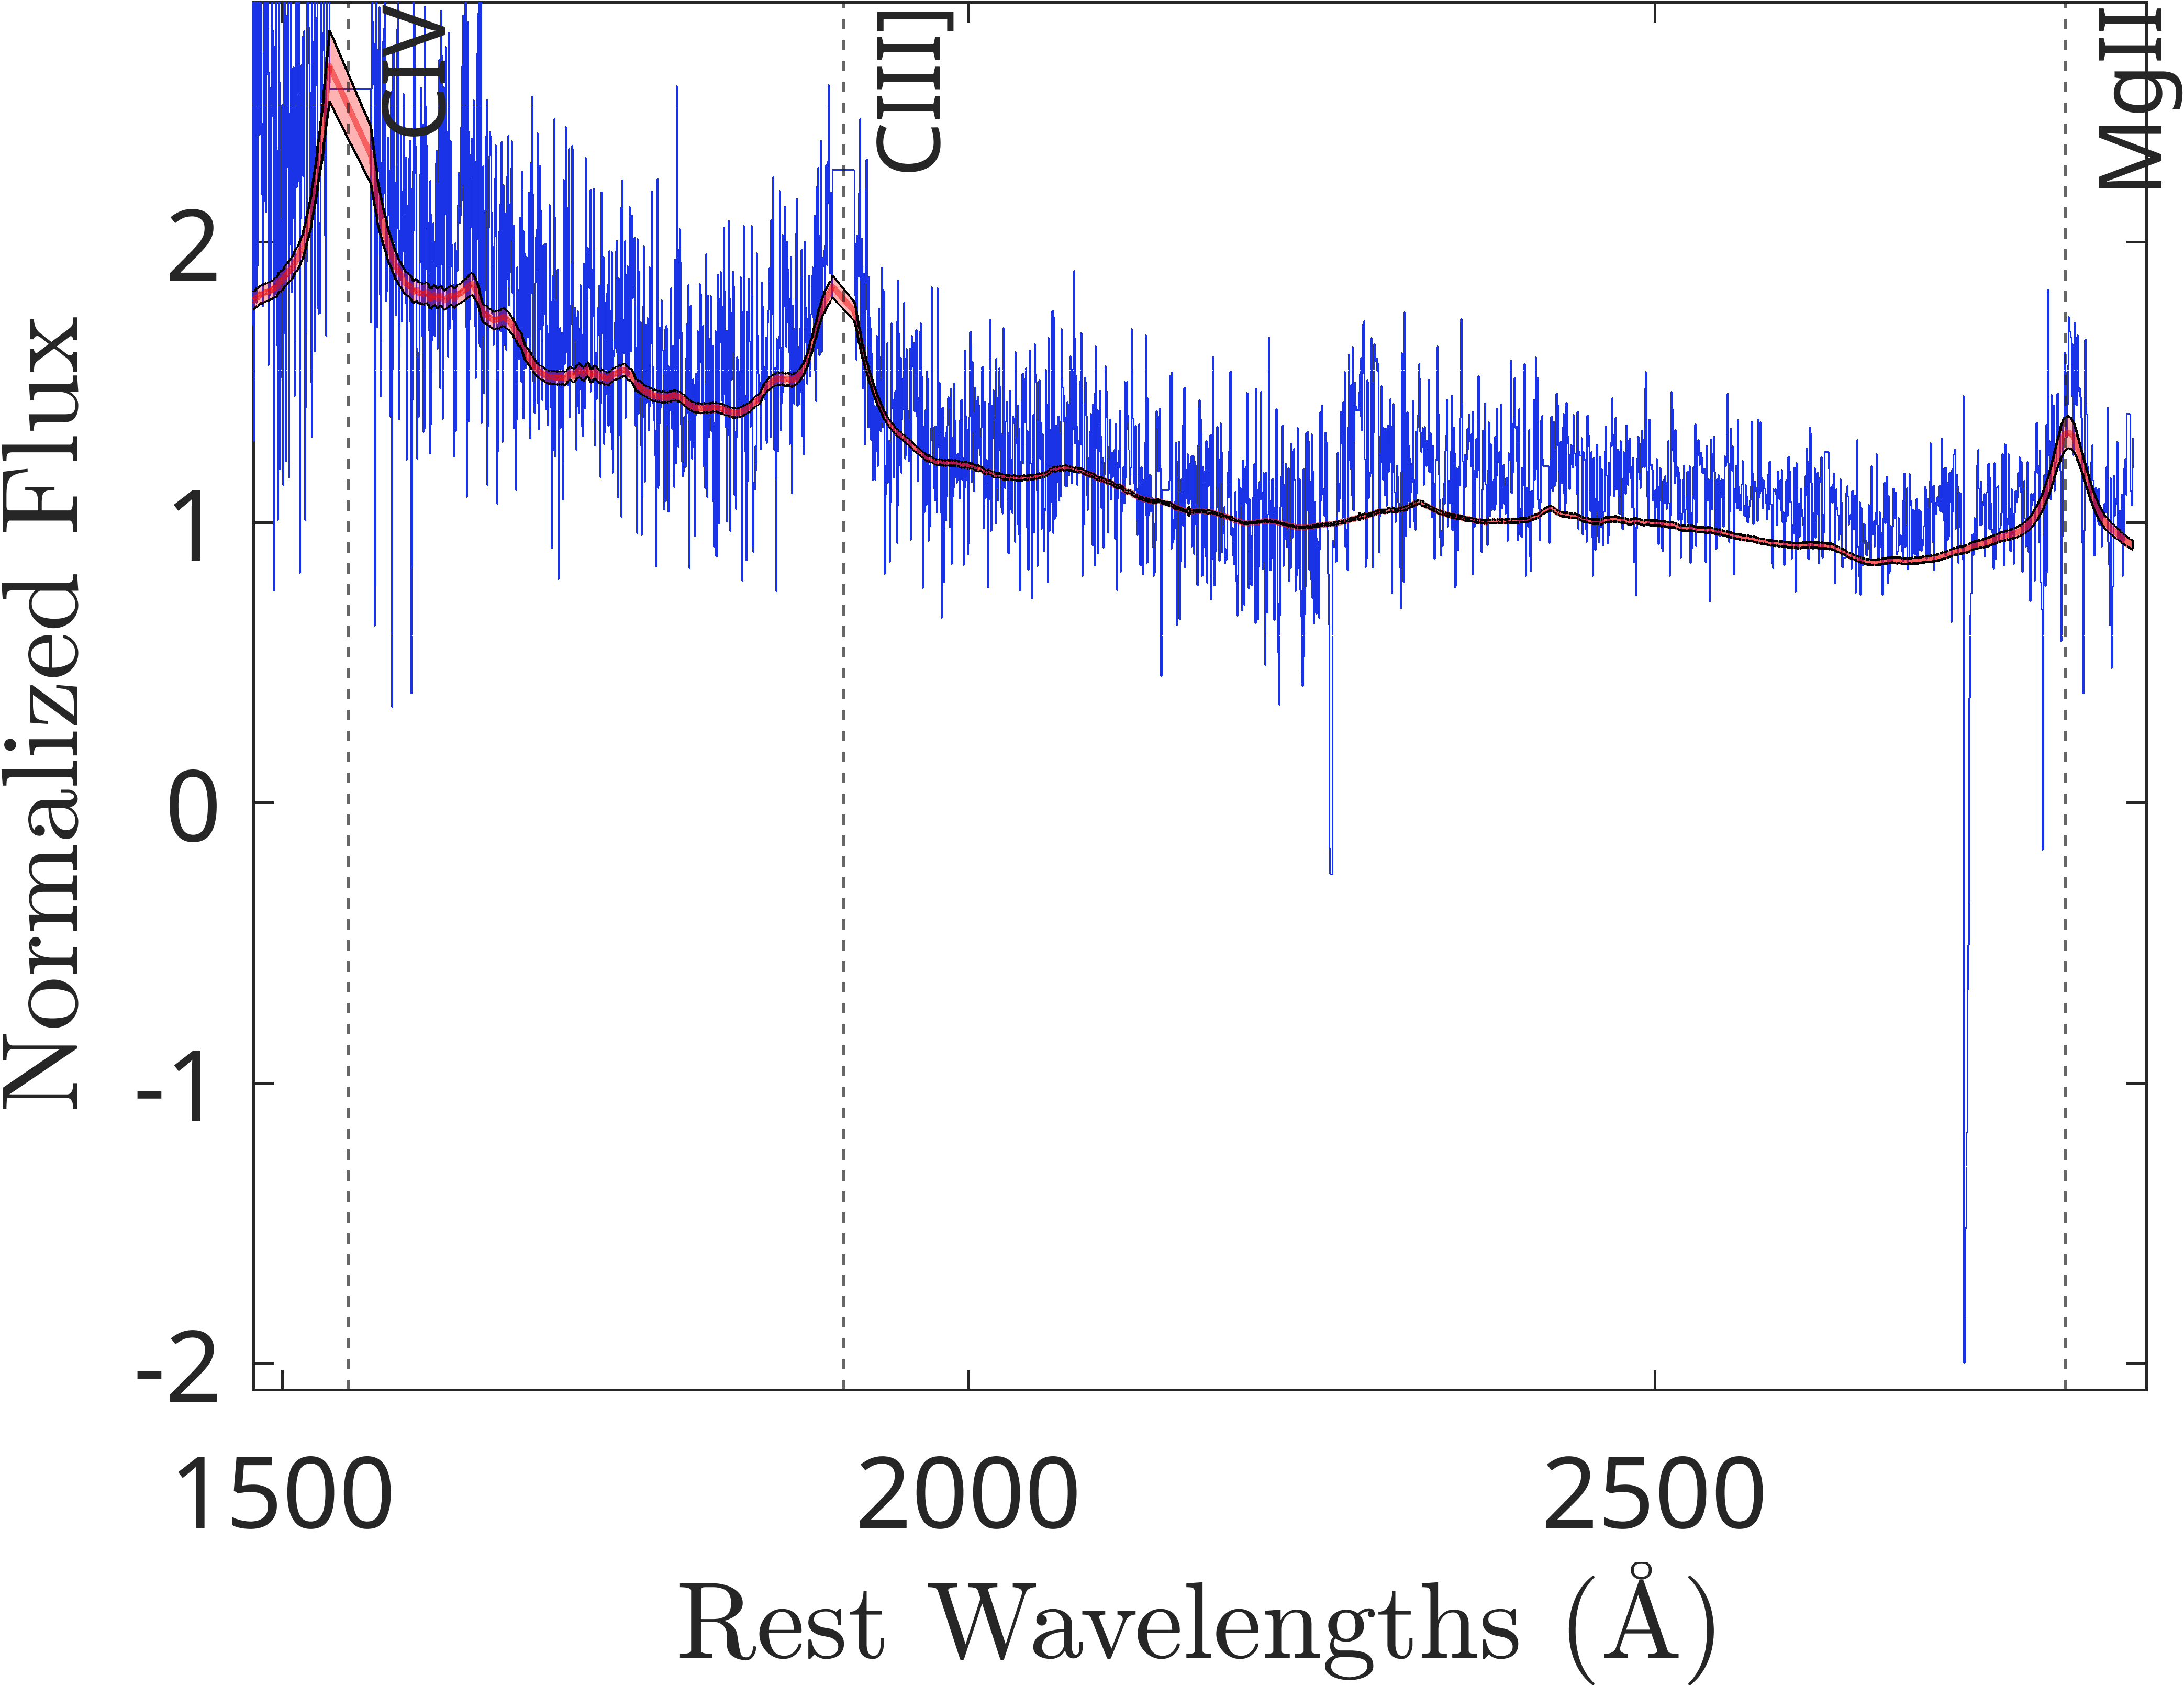 CIV
CIII]
MgII
2
1
0
-1
-2
Normalized Flux
1500
2000
2500
Rest Wavelengths (Å)